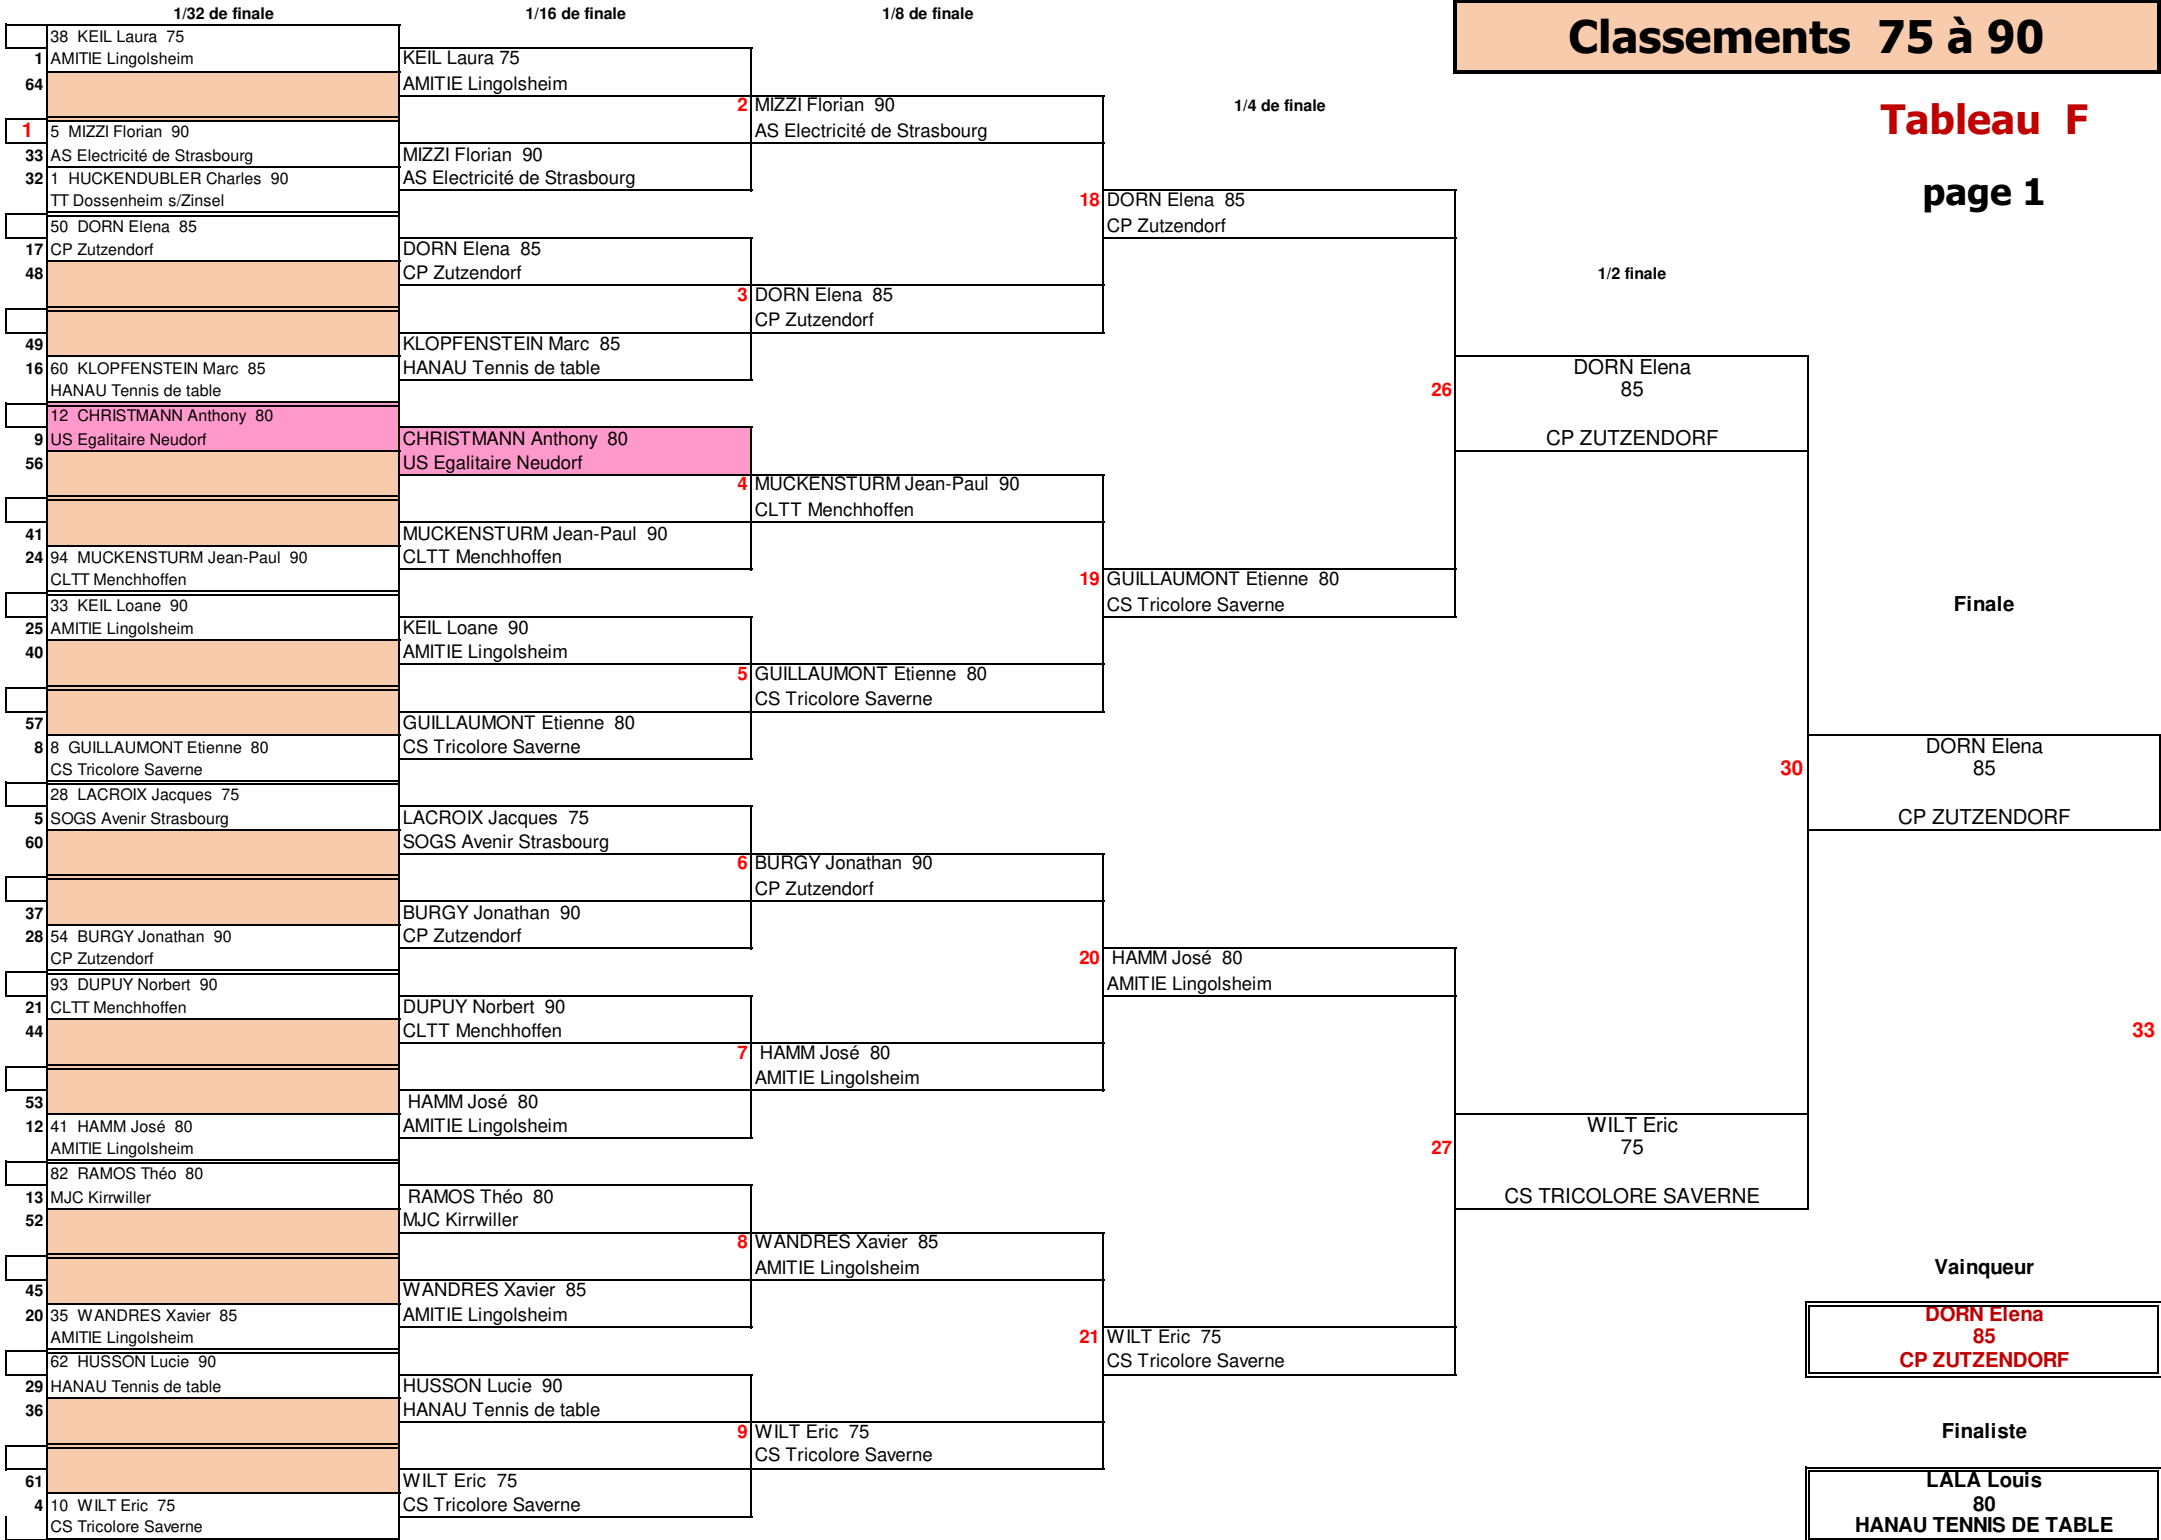 1/32 de finale
1/16 de finale
1/8 de finale
Classements 75 à 90
Tableau F
page 1
1/4 de finale
1/2 finale
Finale
38 KEIL Laura 75
1 AMITIE Lingolsheim
64
1 5 MIZZI Florian 90
33 AS Electricité de Strasbourg
32 1 HUCKENDUBLER Charles 90
TT Dossenheim s/Zinsel
50 DORN Elena 85
17 CP Zutzendorf
48
49
16 60 KLOPFENSTEIN Marc 85
HANAU Tennis de table
12 CHRISTMANN Anthony 80
9 US Egalitaire Neudorf
56
41
24 94 MUCKENSTURM Jean-Paul 90
CLTT Menchhoffen
33 KEIL Loane 90
25 AMITIE Lingolsheim
40
57
8 8 GUILLAUMONT Etienne 80
CS Tricolore Saverne
28 LACROIX Jacques 75
5 SOGS Avenir Strasbourg
60
37
28 54 BURGY Jonathan 90
CP Zutzendorf
93 DUPUY Norbert 90
21 CLTT Menchhoffen
44
53
12 41 HAMM José 80
AMITIE Lingolsheim
82 RAMOS Théo 80
13 MJC Kirrwiller
52
45
20 35 WANDRES Xavier 85
AMITIE Lingolsheim
62 HUSSON Lucie 90
29 HANAU Tennis de table
36
61
4 10 WILT Eric 75
CS Tricolore Saverne
KEIL Laura 75
AMITIE Lingolsheim
MIZZI Florian 90
AS Electricité de Strasbourg
DORN Elena 85
CP Zutzendorf
KLOPFENSTEIN Marc 85
HANAU Tennis de table
CHRISTMANN Anthony 80
US Egalitaire Neudorf
MUCKENSTURM Jean-Paul 90
CLTT Menchhoffen
KEIL Loane 90
AMITIE Lingolsheim
GUILLAUMONT Etienne 80
CS Tricolore Saverne
LACROIX Jacques 75
SOGS Avenir Strasbourg
BURGY Jonathan 90
CP Zutzendorf
DUPUY Norbert 90
CLTT Menchhoffen
HAMM José 80
AMITIE Lingolsheim
RAMOS Théo 80
MJC Kirrwiller
WANDRES Xavier 85
AMITIE Lingolsheim
HUSSON Lucie 90
HANAU Tennis de table
WILT Eric 75
CS Tricolore Saverne
2 MIZZI Florian 90
AS Electricité de Strasbourg
3 DORN Elena 85
CP Zutzendorf
4 MUCKENSTURM Jean-Paul 90
CLTT Menchhoffen
5 GUILLAUMONT Etienne 80
CS Tricolore Saverne
6 BURGY Jonathan 90
CP Zutzendorf
7 HAMM José 80
AMITIE Lingolsheim
8 WANDRES Xavier 85
AMITIE Lingolsheim
9 WILT Eric 75
CS Tricolore Saverne
18 DORN Elena 85
CP Zutzendorf
19 GUILLAUMONT Etienne 80
CS Tricolore Saverne
20 HAMM José 80
AMITIE Lingolsheim
21 WILT Eric 75
CS Tricolore Saverne
26 DORN Elena
85
CP ZUTZENDORF
27 WILT Eric
75
CS TRICOLORE SAVERNE
30 DORN Elena
85
CP ZUTZENDORF
33
Vainqueur
DORN Elena
85
CP ZUTZENDORF
Finaliste
LALA Louis
80
HANAU TENNIS DE TABLE